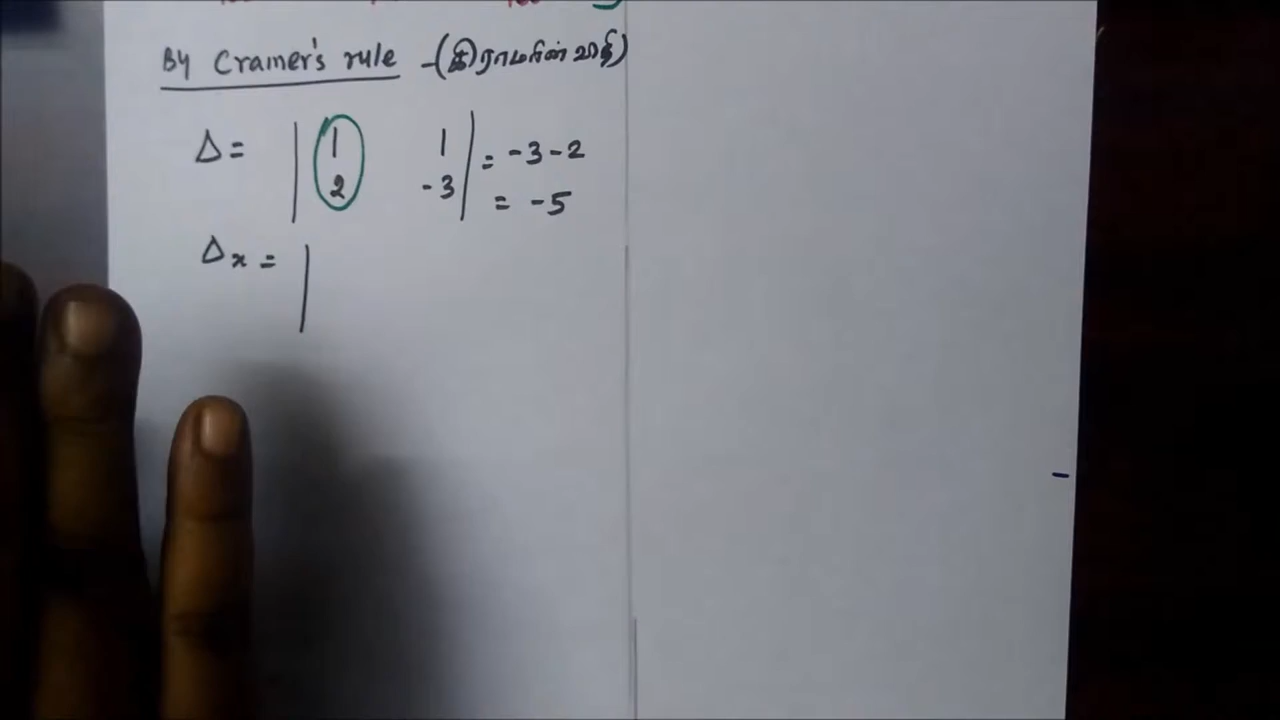 By Cramer's rule - (கிராமரின் விதி)
Δ = | 1 1 | = -3-2
| 2 -3 | = -5
Δx = |